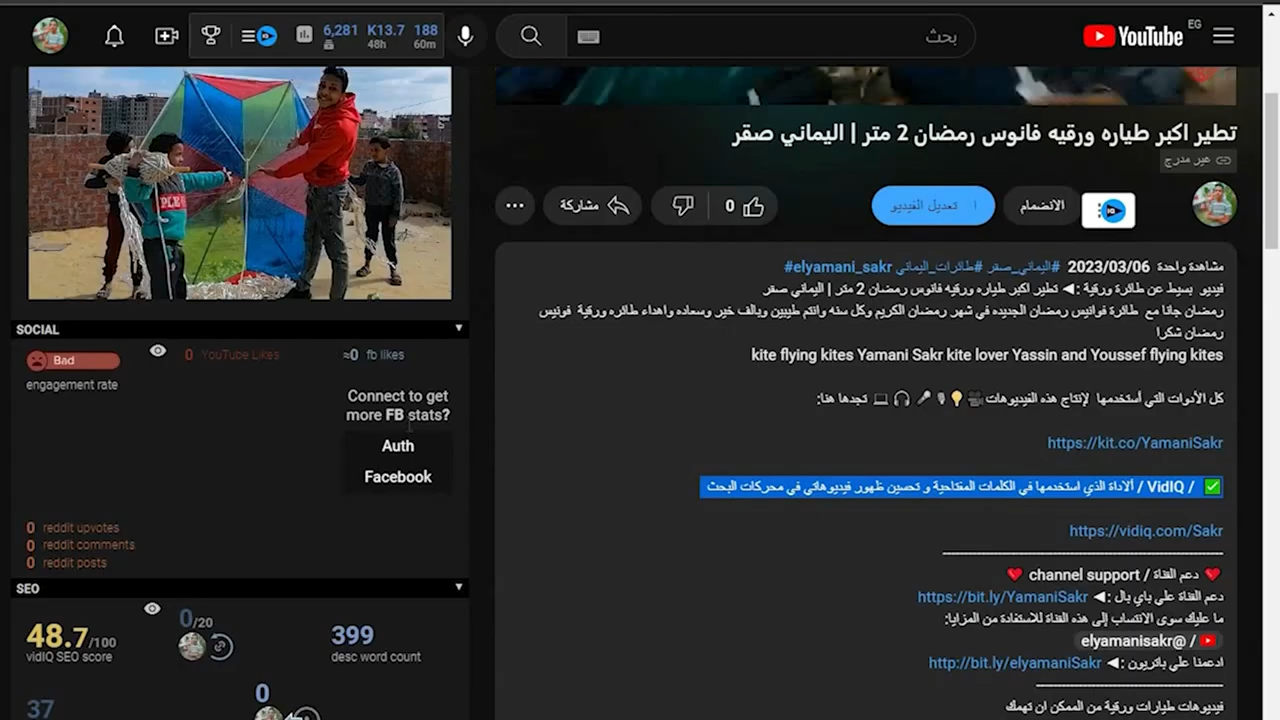 6,281 K13.7 188
48h 60m
بحث
YouTube EG
تطير اكبر طياره ورقيه فانوس رمضان 2 متر | اليماني صقر
غير مدرج
الانضمام
تعديل الفيديو
0
مشاركة
مشاهدة واحدة 2023/03/06 #اليماني_صقر #طائرات_اليماني #elyamani_sakr
فيديو بسيط عن طائرة ورقية :◀ تطير اكبر طياره ورقيه فانوس رمضان 2 متر | اليماني صقر
رمضان جانا مع طائرة فوانيس رمضان الجديده في شهر رمضان الكريم وكل سنه وانتم طيبين وبالف خير وسعاده واهداء طائره ورقية فونيس
رمضان شكرا
kite flying kites Yamani Sakr kite lover Yassin and Youssef flying kites
كل الأدوات التي أستخدمها لإنتاج هذه الفيديوهات🎥💡🎙🎤🎧💻 تجدها هنا:
https://kit.co/YamaniSakr
✅ / VidIQ / ألاداة الذي استخدمها في الكلمات المفتاحية و تحسين ظهور فيديوهاتي في محركات البحث
https://vidiq.com/Sakr
❤ دعم القناة / channel support ❤
دعم القناة علي باي بال :◀ https://bit.ly/YamaniSakr
ما عليك سوى الانتساب إلى هذه القناة للاستفادة من المزايا:
/ @elyamanisakr
ادعمنا علي باتريون :◀ http://bit.ly/elyamaniSakr
فيديوهات طيارات ورقية من الممكن ان تهمك
SOCIAL
Bad
engagement rate
0 YouTube Likes
≈0 fb likes
Connect to get
more FB stats?
Auth
Facebook
0 reddit upvotes
0 reddit comments
0 reddit posts
SEO
48.7/100
vidIQ SEO score
0/20
399
desc word count
37
0